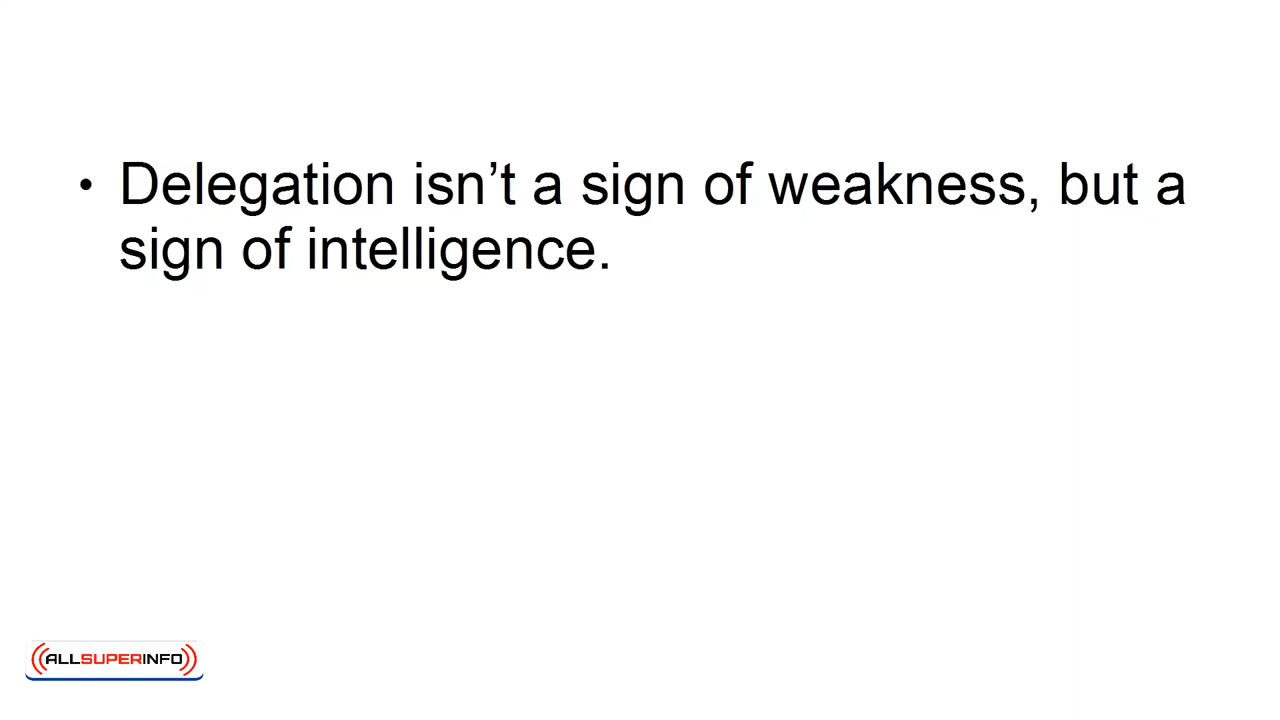 • Delegation isn’t a sign of weakness, but a
sign of intelligence.
ALLSUPERINFO